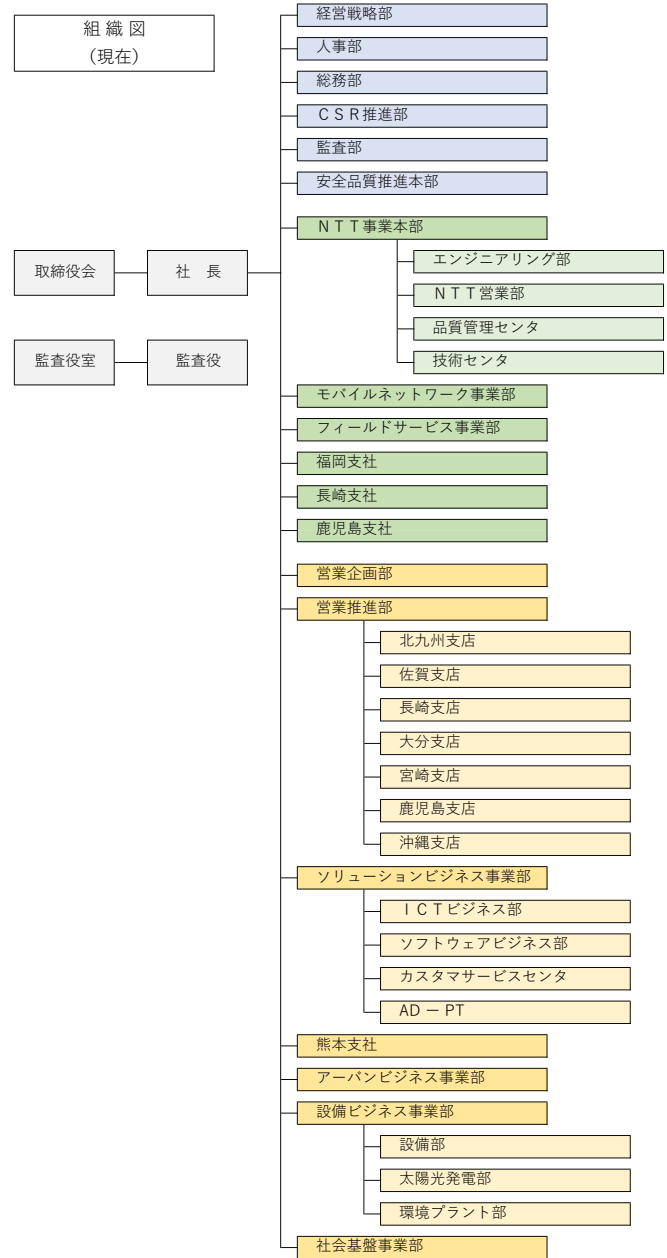 組 織 図
（現在）
経営戦略部
人事部
総務部
ＣＳＲ推進部
監査部
安全品質推進本部
ＮＴＴ事業本部
エンジニアリング部
ＮＴＴ営業部
品質管理センタ
技術センタ
取締役会
社　長
監査役室
監査役
モバイルネットワーク事業部
フィールドサービス事業部
福岡支社
長崎支社
鹿児島支社
営業企画部
営業推進部
北九州支店
佐賀支店
長崎支店
大分支店
宮崎支店
鹿児島支店
沖縄支店
ソリューションビジネス事業部
ＩＣＴビジネス部
ソフトウェアビジネス部
カスタマサービスセンタ
AD － PT
熊本支社
アーバンビジネス事業部
設備ビジネス事業部
設備部
太陽光発電部
環境プラント部
社会基盤事業部